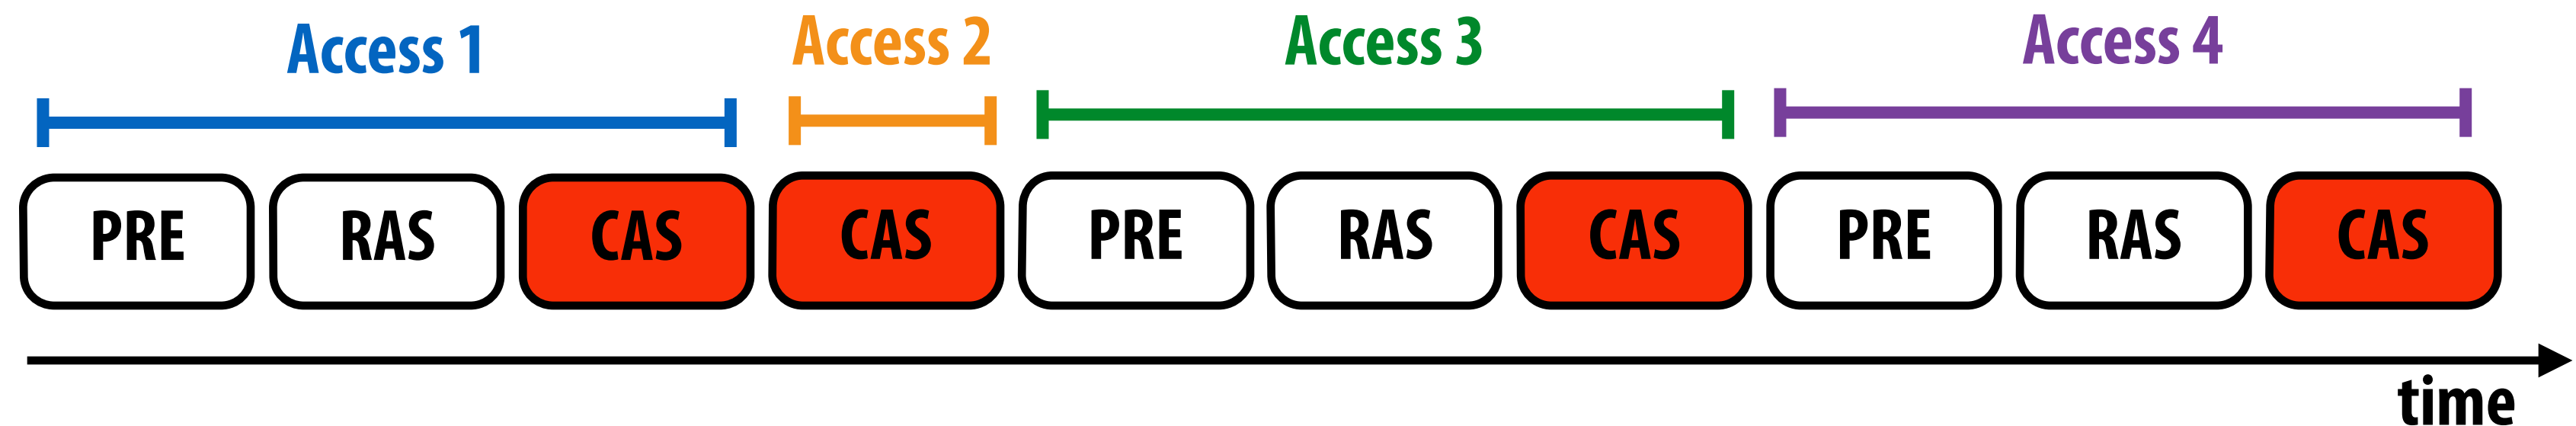 Access 1 Access 2 Access 3 Access 4
PRE RAS CAS CAS PRE RAS CAS PRE RAS CAS
time